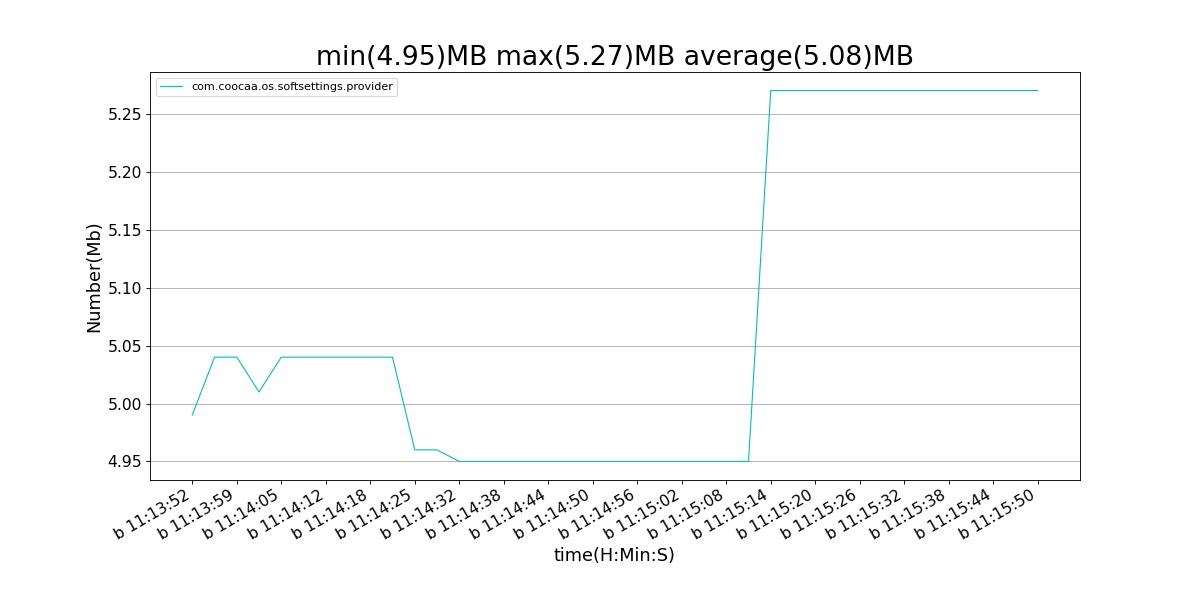 min(4.95)MB max(5.27)MB average(5.08)MB
com.coocaa.os.softsettings.provider
5.25
5.20
5.15
5.10
5.05
5.00
4.95
Number(Mb)
b 11:13:52
b 11:13:59
b 11:14:05
b 11:14:12
b 11:14:18
b 11:14:25
b 11:14:32
b 11:14:38
b 11:14:44
b 11:14:50
b 11:14:56
b 11:15:02
b 11:15:08
b 11:15:14
b 11:15:20
b 11:15:26
b 11:15:32
b 11:15:38
b 11:15:44
b 11:15:50
time(H:Min:S)